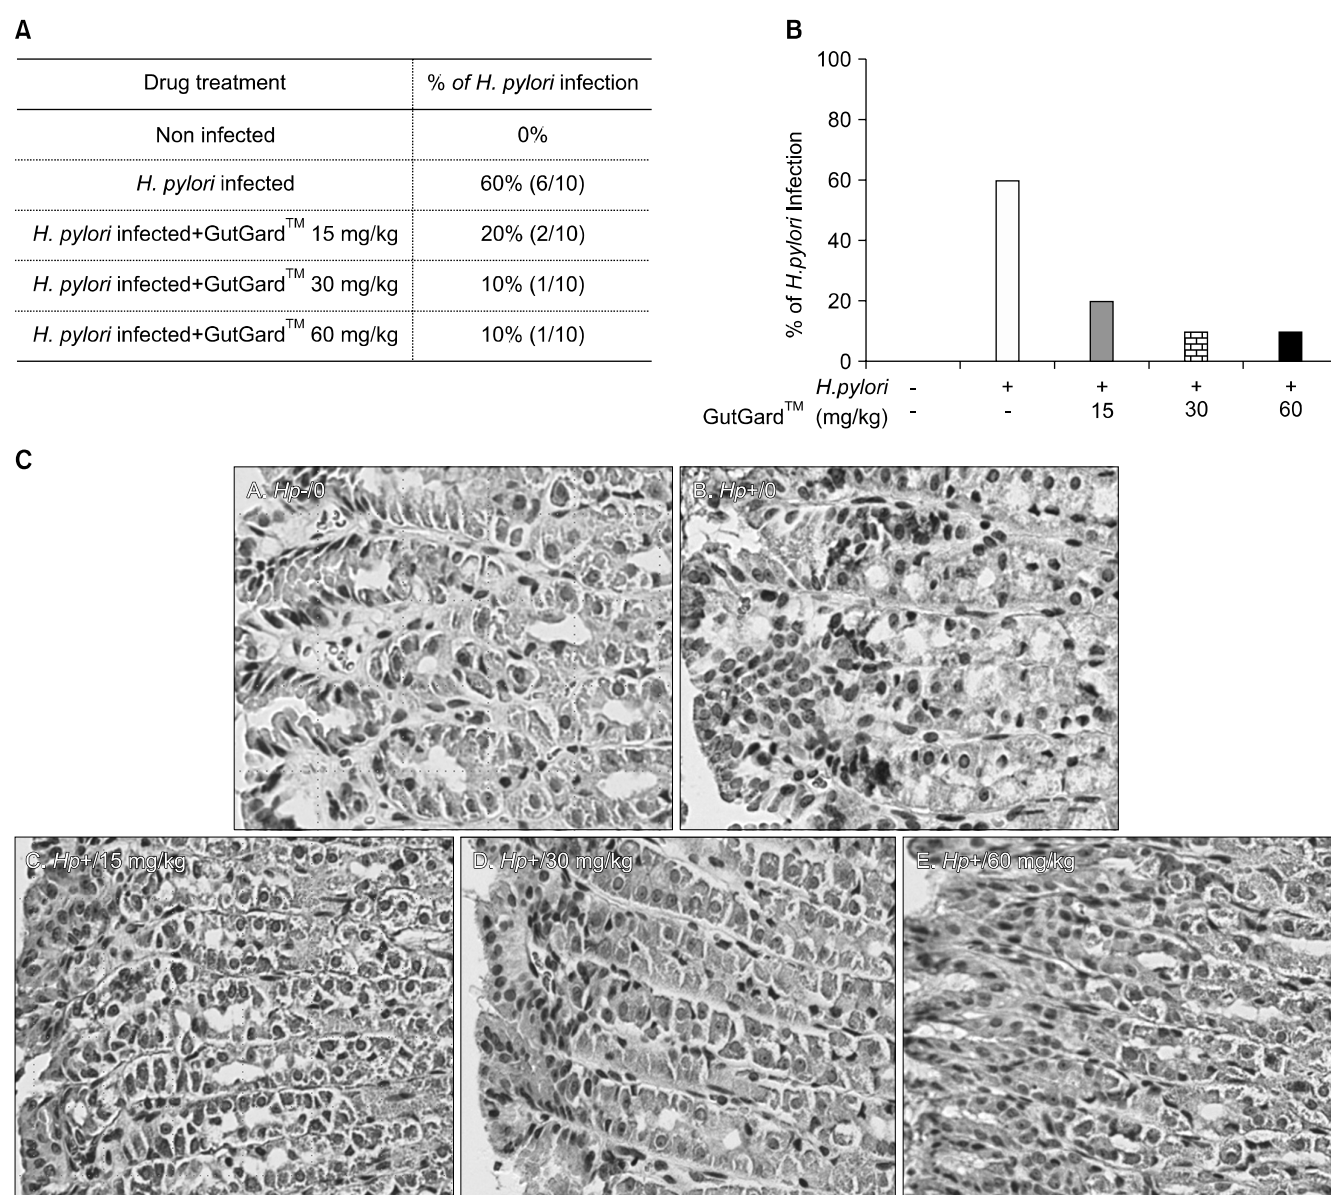 A
Drug treatment % of H. pylori infection
Non infected 0%
H. pylori infected 60% (6/10)
H. pylori infected+GutGard™ 15 mg/kg 20% (2/10)
H. pylori infected+GutGard™ 30 mg/kg 10% (1/10)
H. pylori infected+GutGard™ 60 mg/kg 10% (1/10)
B
% of H.pylori Infection
100
80
60
40
20
0
H.pylori - + + + +
GutGard™ (mg/kg) - - 15 30 60
C
A. Hp-/0
B. Hp+/0
C. Hp+/15 mg/kg
D. Hp+/30 mg/kg
E. Hp+/60 mg/kg